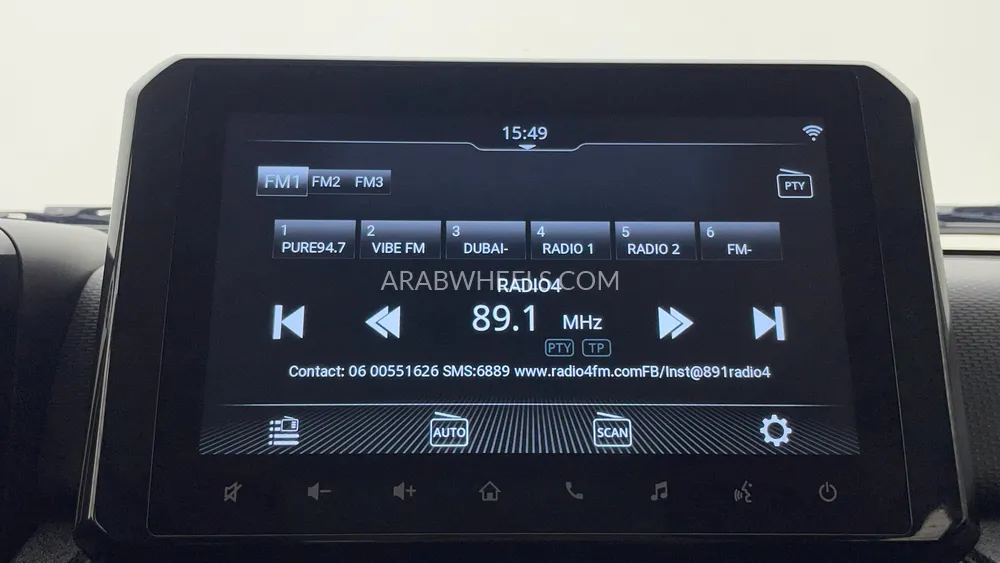 15:49
FM1 FM2 FM3 PTY
1 2 3 4 5 6
PURE94.7 VIBE FM DUBAI- RADIO 1 RADIO 2 FM-
ARABWHEELS.COM
RADIO4
89.1 MHz
PTY TP
Contact: 06 00551626 SMS:6889 www.radio4fm.comFB/Inst@891radio4
AUTO SCAN